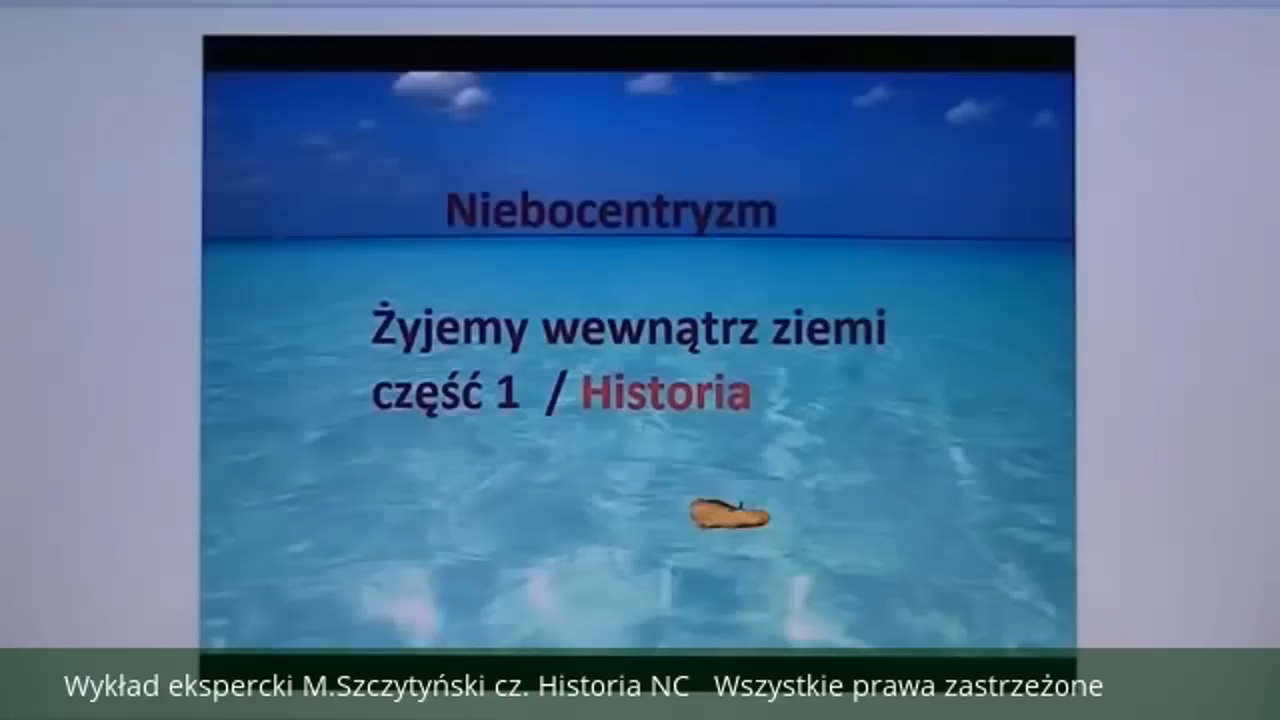 Niebocentryzm
Żyjemy wewnątrz ziemi
część 1 / Historia
Wykład ekspercki M.Szczytyński cz. Historia NC Wszystkie prawa zastrzeżone